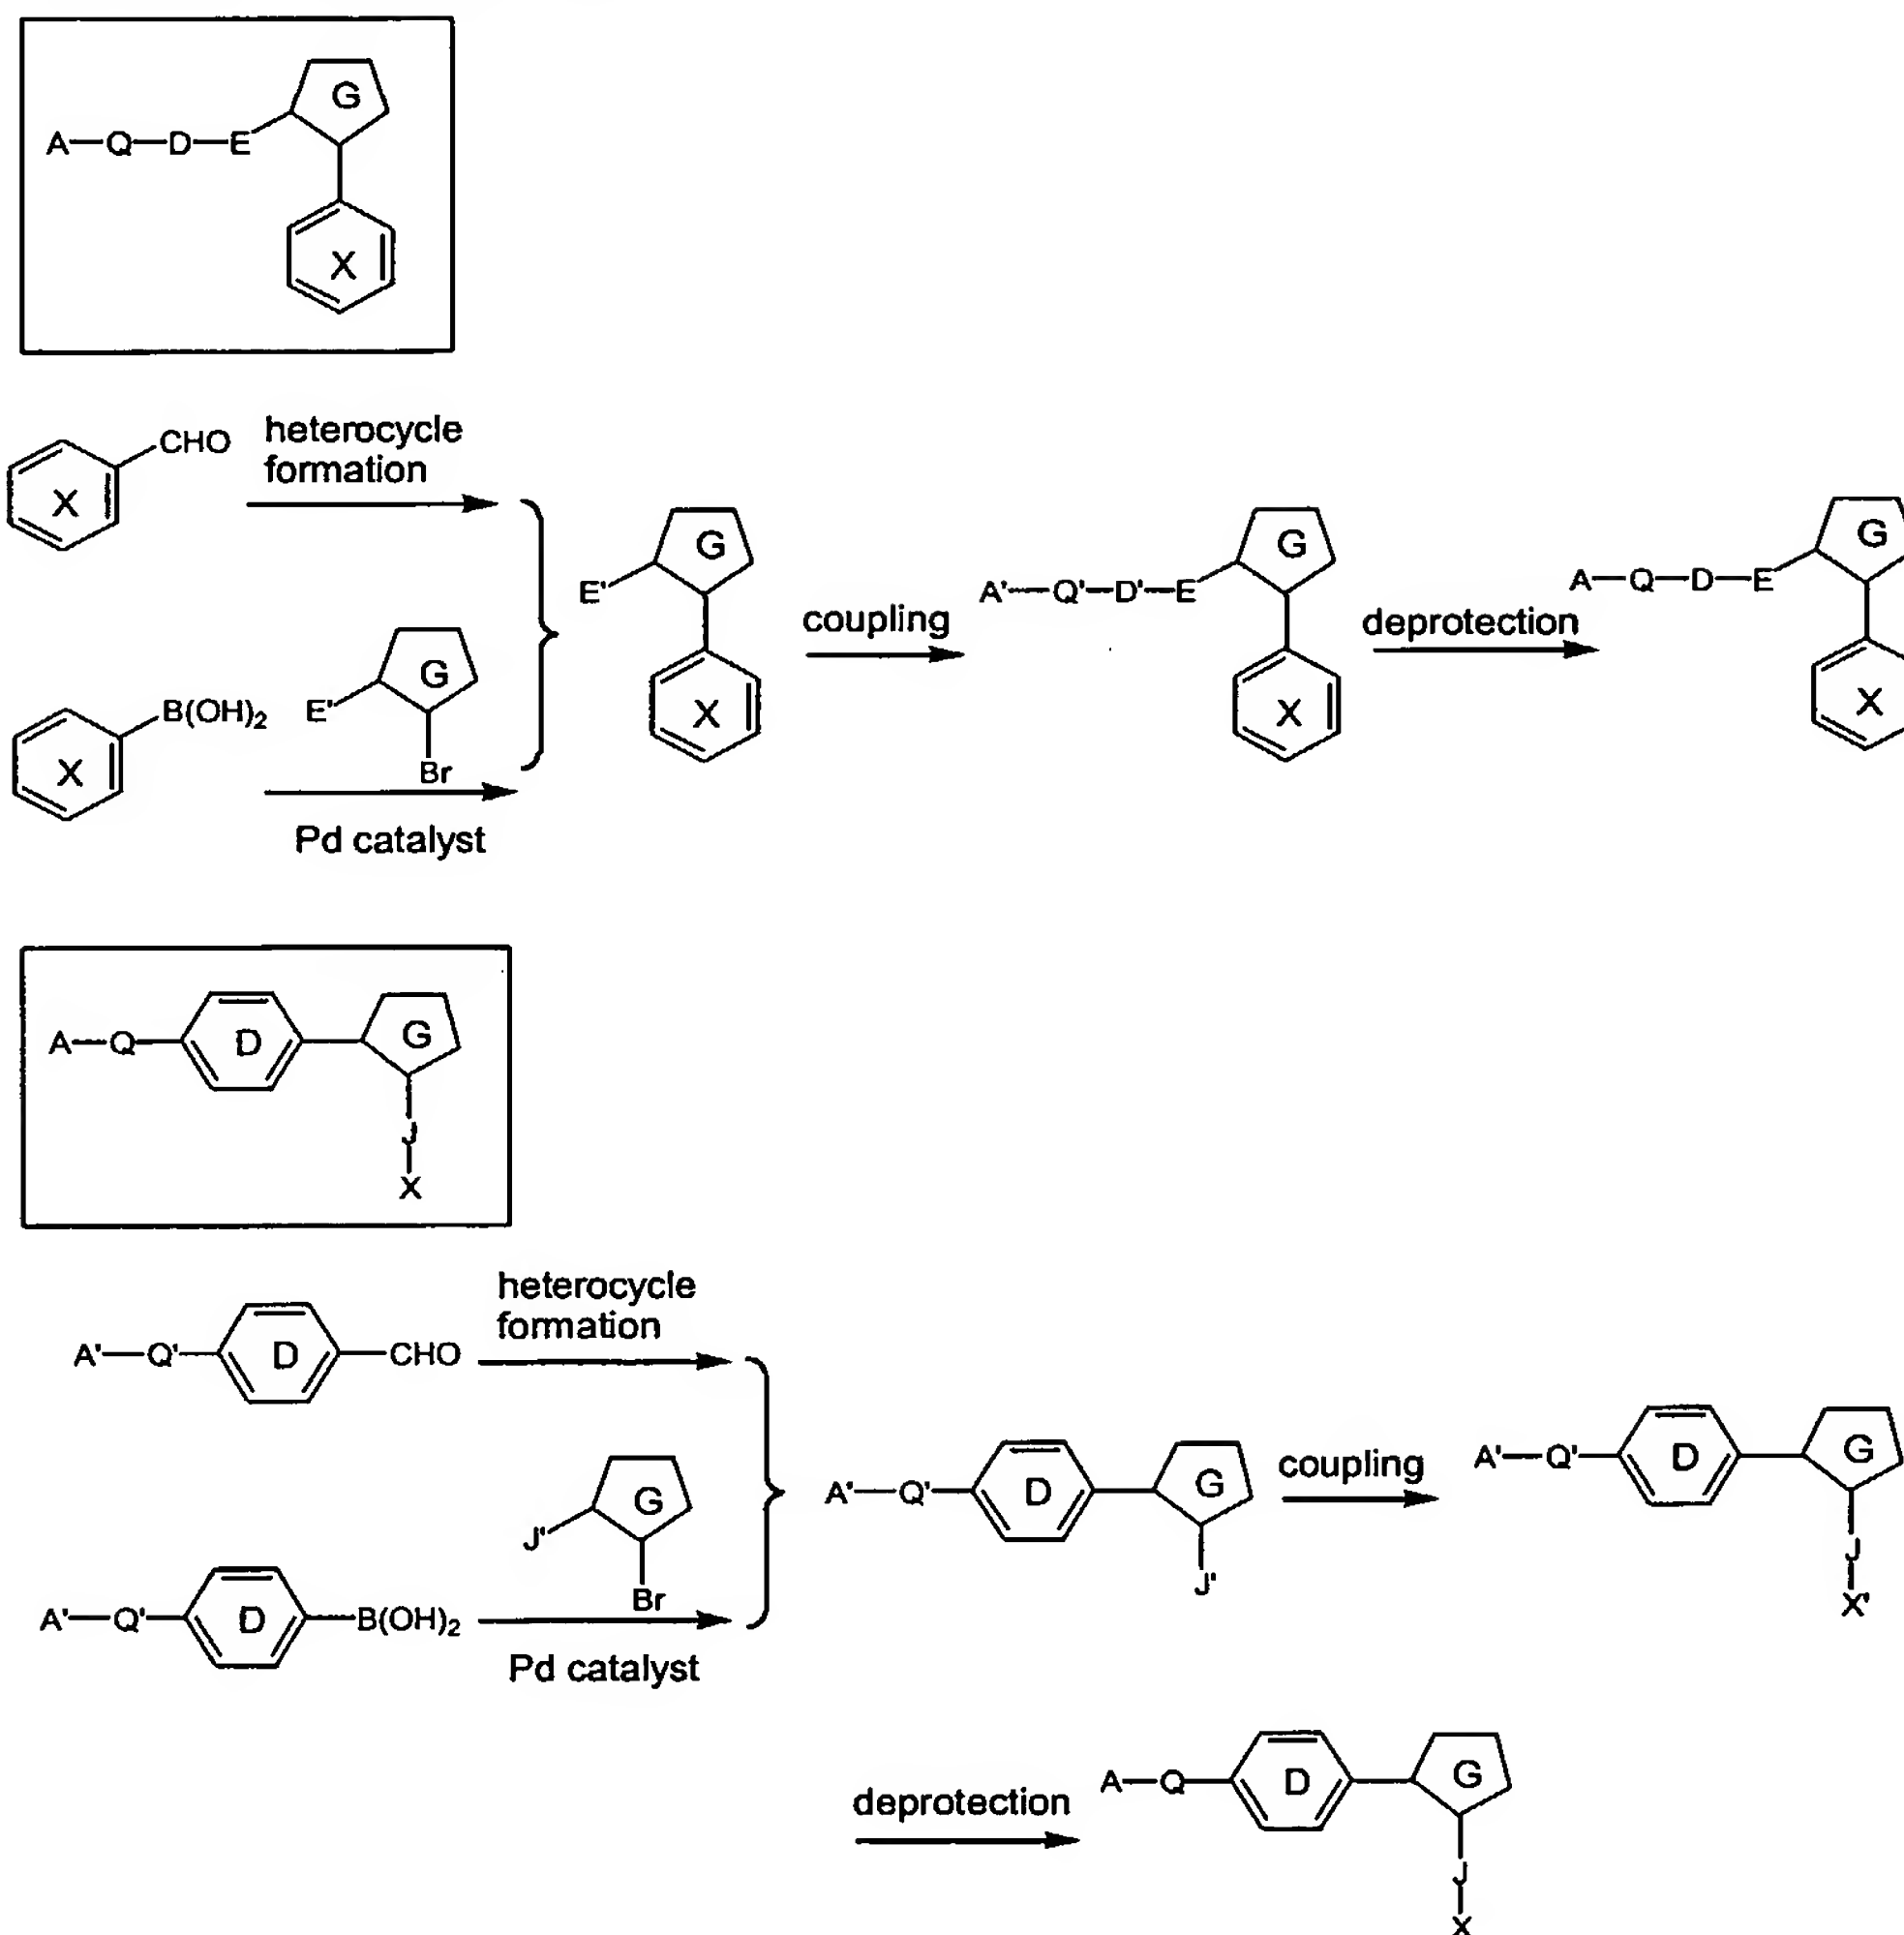 G
A—Q—D—E
X
CHO
heterocycle
formation
X
G
E'
B(OH)2
X
E'
G
Br
Pd catalyst
X
coupling
G
A'—Q'—D'—E
X
deprotection
G
A—Q—D—E
X
A—Q
D
G
J
X
heterocycle
formation
A'—Q'
D
CHO
G
J'
Br
A'—Q'
D
B(OH)2
Pd catalyst
A'—Q'
D
G
J'
coupling
A'—Q'
D
G
J
X'
deprotection
A—Q
D
G
J
X